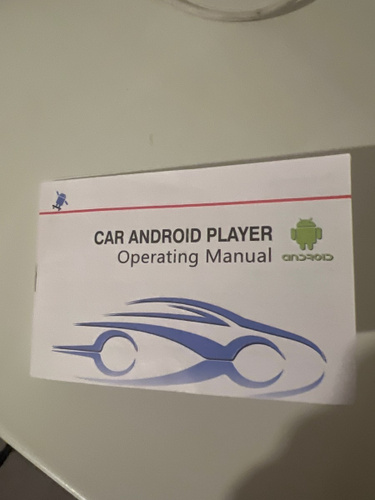 CAR ANDROID PLAYER
Operating Manual
ANDROID